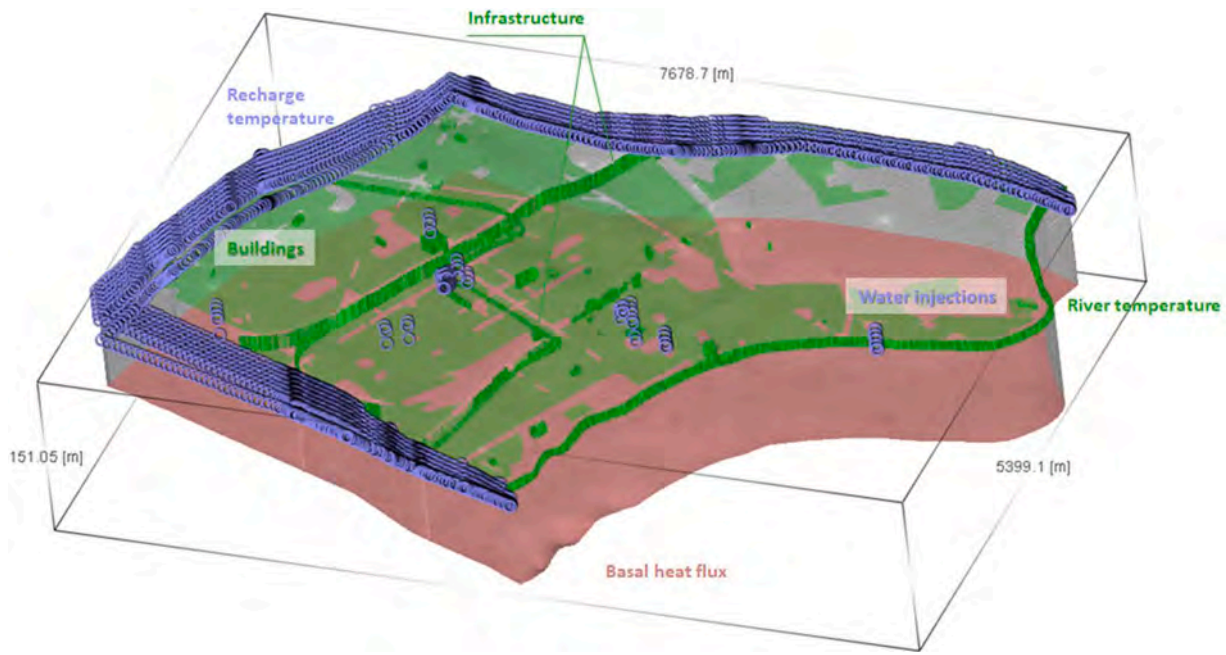 Infrastructure
7678.7 [m]
Recharge
temperature
Buildings
Water injections
River temperature
151.05 [m]
5399.1 [m]
Basal heat flux